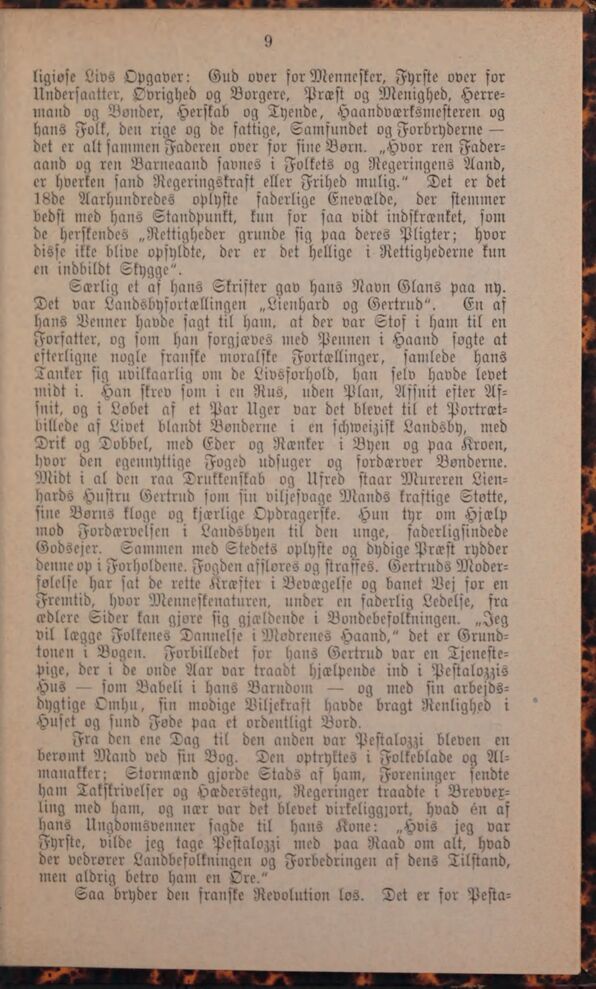 9
ligiøse Livs Opgaver: Gud over for Mennesker, Fyrste over for
Undersaatter, Øvrighed og Borgere, Præst og Menighed, Herre-
mand og Bønder, Herskab og Tyende, Haandværksmesteren og
hans Folk, den rige og de fattige, Samfundet og Forbryderne —
det er alt sammen Faderen over for sine Børn. „Hvor ren Fader-
aand og ren Barneaand savnes i Folkets og Regeringens Aand,
er hverken sand Regeringskraft eller Frihed mulig.“ Det er det
18de Aarhundredes oplyste faderlige Enevælde, der stemmer
bedst med hans Standpunkt, kun for saa vidt indskrænket, som
de herskendes „Rettigheder grunde sig paa deres Pligter; hvor
disse ikke blive opfyldte, der er det hellige i Rettighederne kun
en indbildt Skygge“.
Særlig et af hans Skrifter gav hans Navn Glans paa ny.
Det var Landsbyfortællingen „Lienhard og Gertrud“. En af
hans Venner havde sagt til ham, at der var Stof i ham til en
Forfatter, og som han forgjæves med Pennen i Haand søgte at
efterligne nogle franske moralske Fortællinger, samlede hans
Tanker sig uvilkaarlig om de Livsforhold, han selv havde levet
midt i. Han skrev som i en Rus, uden Plan, Afsnit efter Af-
snit, og i Løbet af et Par Uger var det blevet til et Portræt-
billede af Livet blandt Bønderne i en schweizisk Landsby, med
Drik og Dobbel, med Eder og Rænker i Byen og paa Kroen,
hvor den egennyttige Foged udsuger og fordærver Bønderne.
Midt i al den raa Drukkenskab og Ufred staar Mureren Lien-
hards Hustru Gertrud som sin viljesvage Mands kraftige Støtte,
sine Børns kloge og kjærlige Opdragerske. Hun tyr om Hjælp
mod Fordærvelsen i Landsbyen til den unge, faderligsindede
Godsejer. Sammen med Stedets oplyste og dydige Præst rydder
denne op i Forholdene. Fogden afsløres og straffes. Gertruds Moder-
følelse har sat de rette Kræfter i Bevægelse og banet Vej for en
Fremtid, hvor Menneskenaturen, under en faderlig Ledelse, fra
ædlere Sider kan gjøre sig gjældende i Bondebefolkningen. „Jeg
vil lægge Folkenes Dannelse i Mødrenes Haand,“ det er Grund-
tonen i Bogen. Forbilledet for hans Gertrud var en Tjeneste-
pige, der i de onde Aar var traadt hjælpende ind i Pestalozzis
Hus — som Babeli i hans Barndom — og med sin arbejds-
dygtige Omhu, sin modige Viljekraft havde bragt Renlighed i
Huset og sund Føde paa et ordentligt Bord.
Fra den ene Dag til den anden var Pestalozzi bleven en
berømt Mand ved sin Bog. Den optryktes i Folkeblade og Al-
manakker; Stormænd gjorde Stads af ham, Foreninger sendte
ham Takskrivelser og Hæderstegn, Regeringer traadte i Brevvex-
ling med ham, og nær var det blevet virkeliggjort, hvad én af
hans Ungdomsvenner sagde til hans Kone: „Hvis jeg var
Fyrste, vilde jeg tage Pestalozzi med paa Raad om alt, hvad
der vedrører Landbefolkningen og Forbedringen af dens Tilstand,
men aldrig betro ham en Øre.“
Saa bryder den franske Revolution løs. Det er for Pesta-